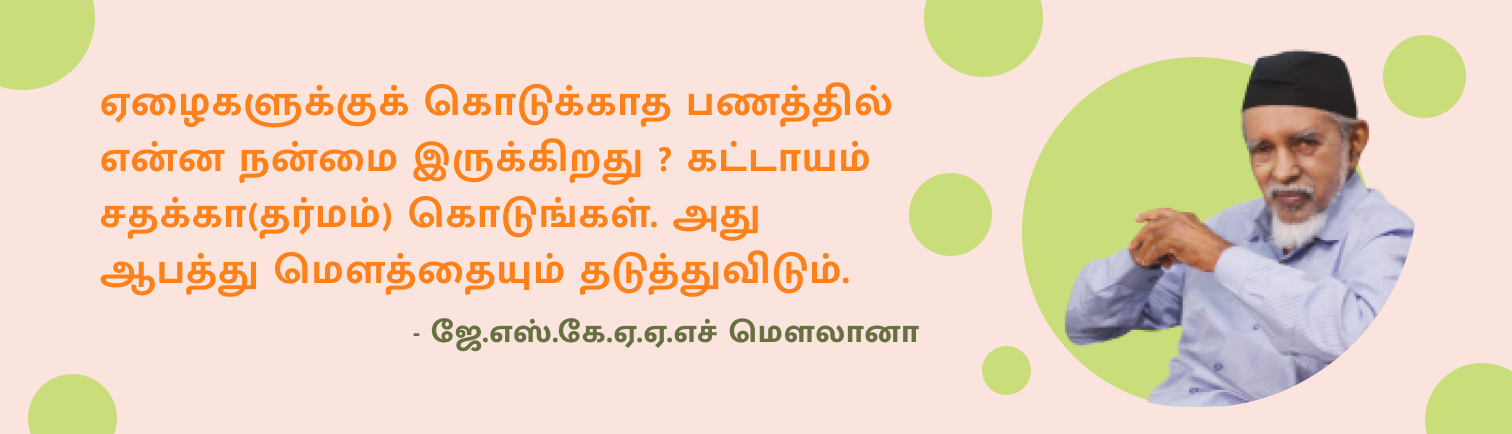 ஏழைகளுக்குக் கொடுக்காத பணத்தில்
என்ன நன்மை இருக்கிறது ? கட்டாயம்
சதக்கா(தர்மம்) கொடுங்கள். அது
ஆபத்து மௌத்தையும் தடுத்துவிடும்.
- ஜே.எஸ்.கே.ஏ.ஏ.எச் மௌலானா